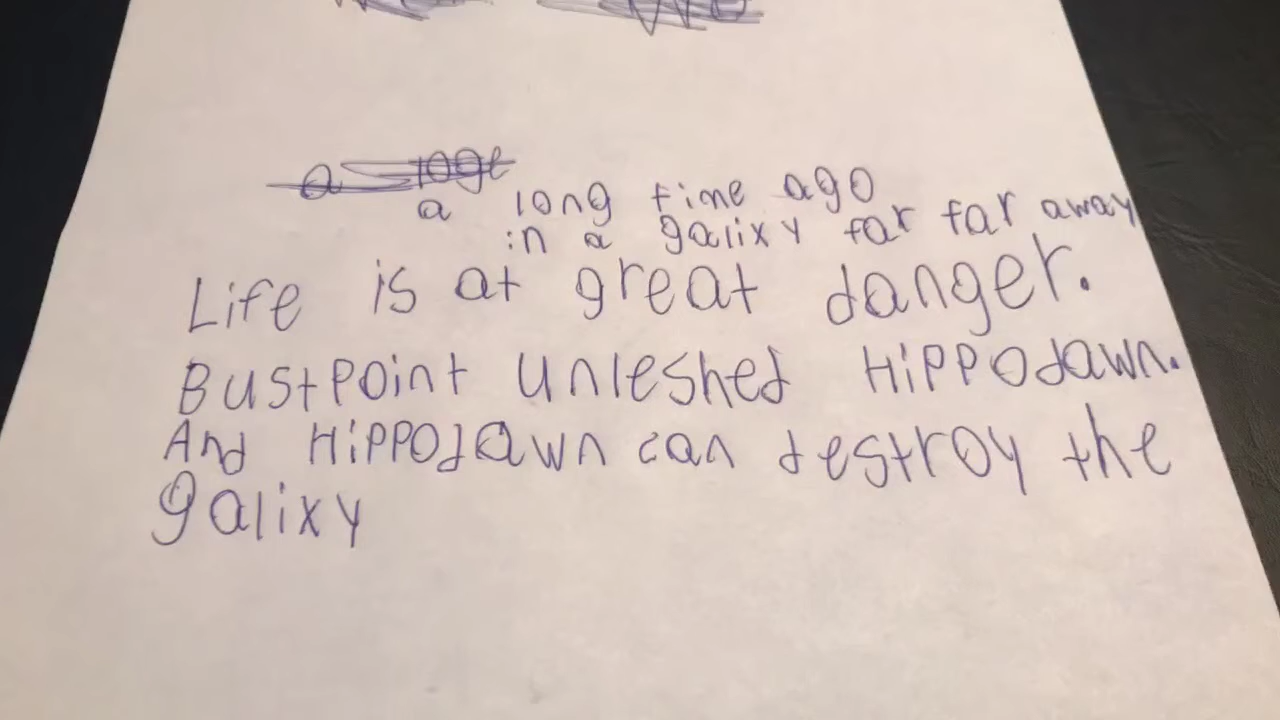 a long time ago
in a galixy far far away
Life is at great danger.
Bustpoint unleshed Hippodawn.
And Hippodawn can destroy the
galixy